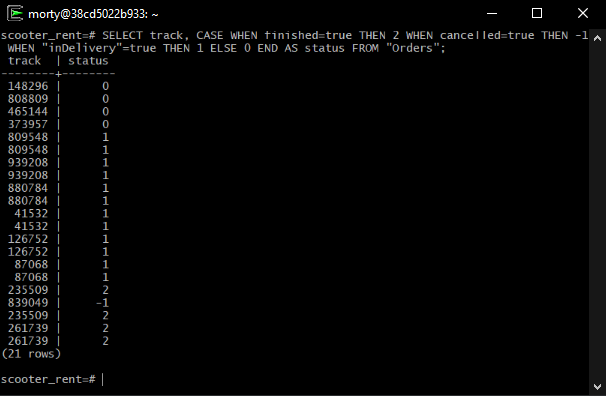 morty@38cd5022b933: ~
scooter_rent=# SELECT track, CASE WHEN finished=true THEN 2 WHEN cancelled=true THEN -1
WHEN "inDelivery"=true THEN 1 ELSE 0 END AS status FROM "Orders";
track | status
--------+--------
148296 | 0
808809 | 0
465144 | 0
373957 | 0
809548 | 1
809548 | 1
939208 | 1
939208 | 1
880784 | 1
880784 | 1
41532 | 1
41532 | 1
126752 | 1
126752 | 1
87068 | 1
87068 | 1
235509 | 2
839049 | -1
235509 | 2
261739 | 2
261739 | 2
(21 rows)
scooter_rent=#